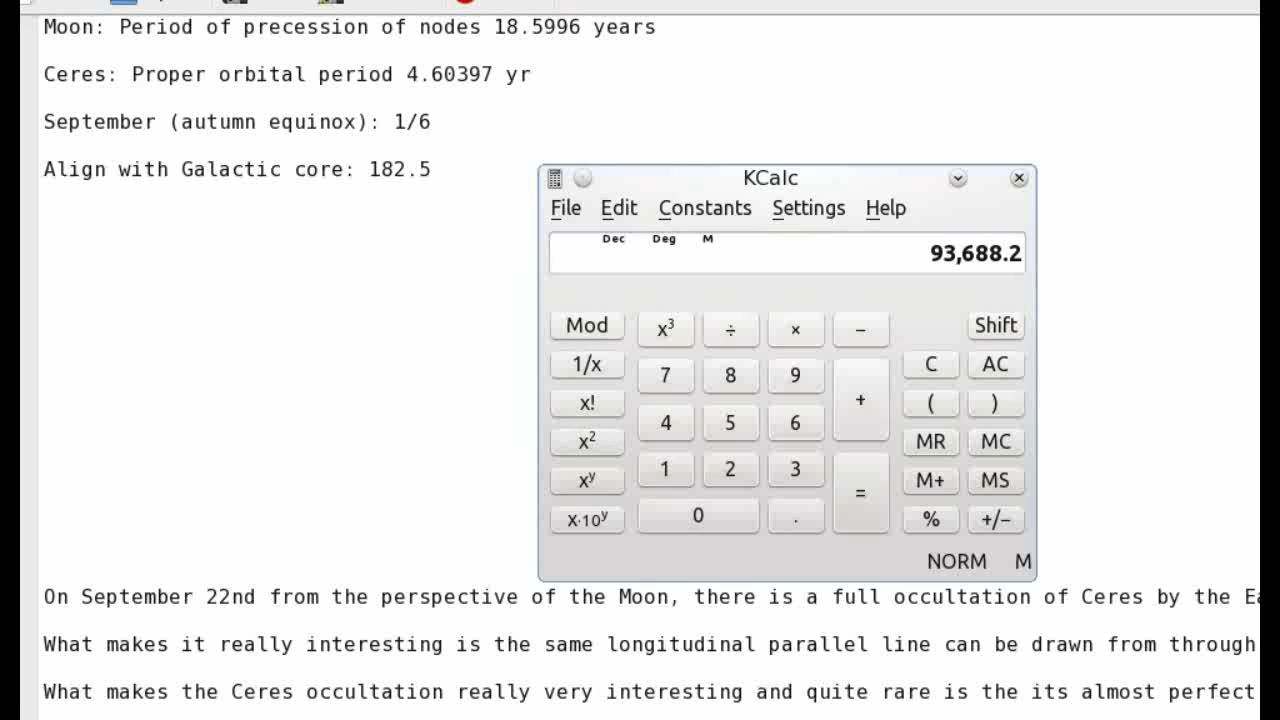 Moon: Period of precession of nodes 18.5996 years
Ceres: Proper orbital period 4.60397 yr
September (autumn equinox): 1/6
Align with Galactic core: 182.5
KCalc
File Edit Constants Settings Help
Dec Deg M
93,688.2
Mod x³ ÷ × − Shift
1/x 7 8 9 + C AC
x! ( )
x² 4 5 6 MR MC
xʸ 1 2 3 = M+ MS
x·10ʸ 0 . % +/−
NORM M
On September 22nd from the perspective of the Moon, there is a full occultation of Ceres by the
What makes it really interesting is the same longitudinal parallel line can be drawn from through
What makes the Ceres occultation really very interesting and quite rare is the its almost perfect